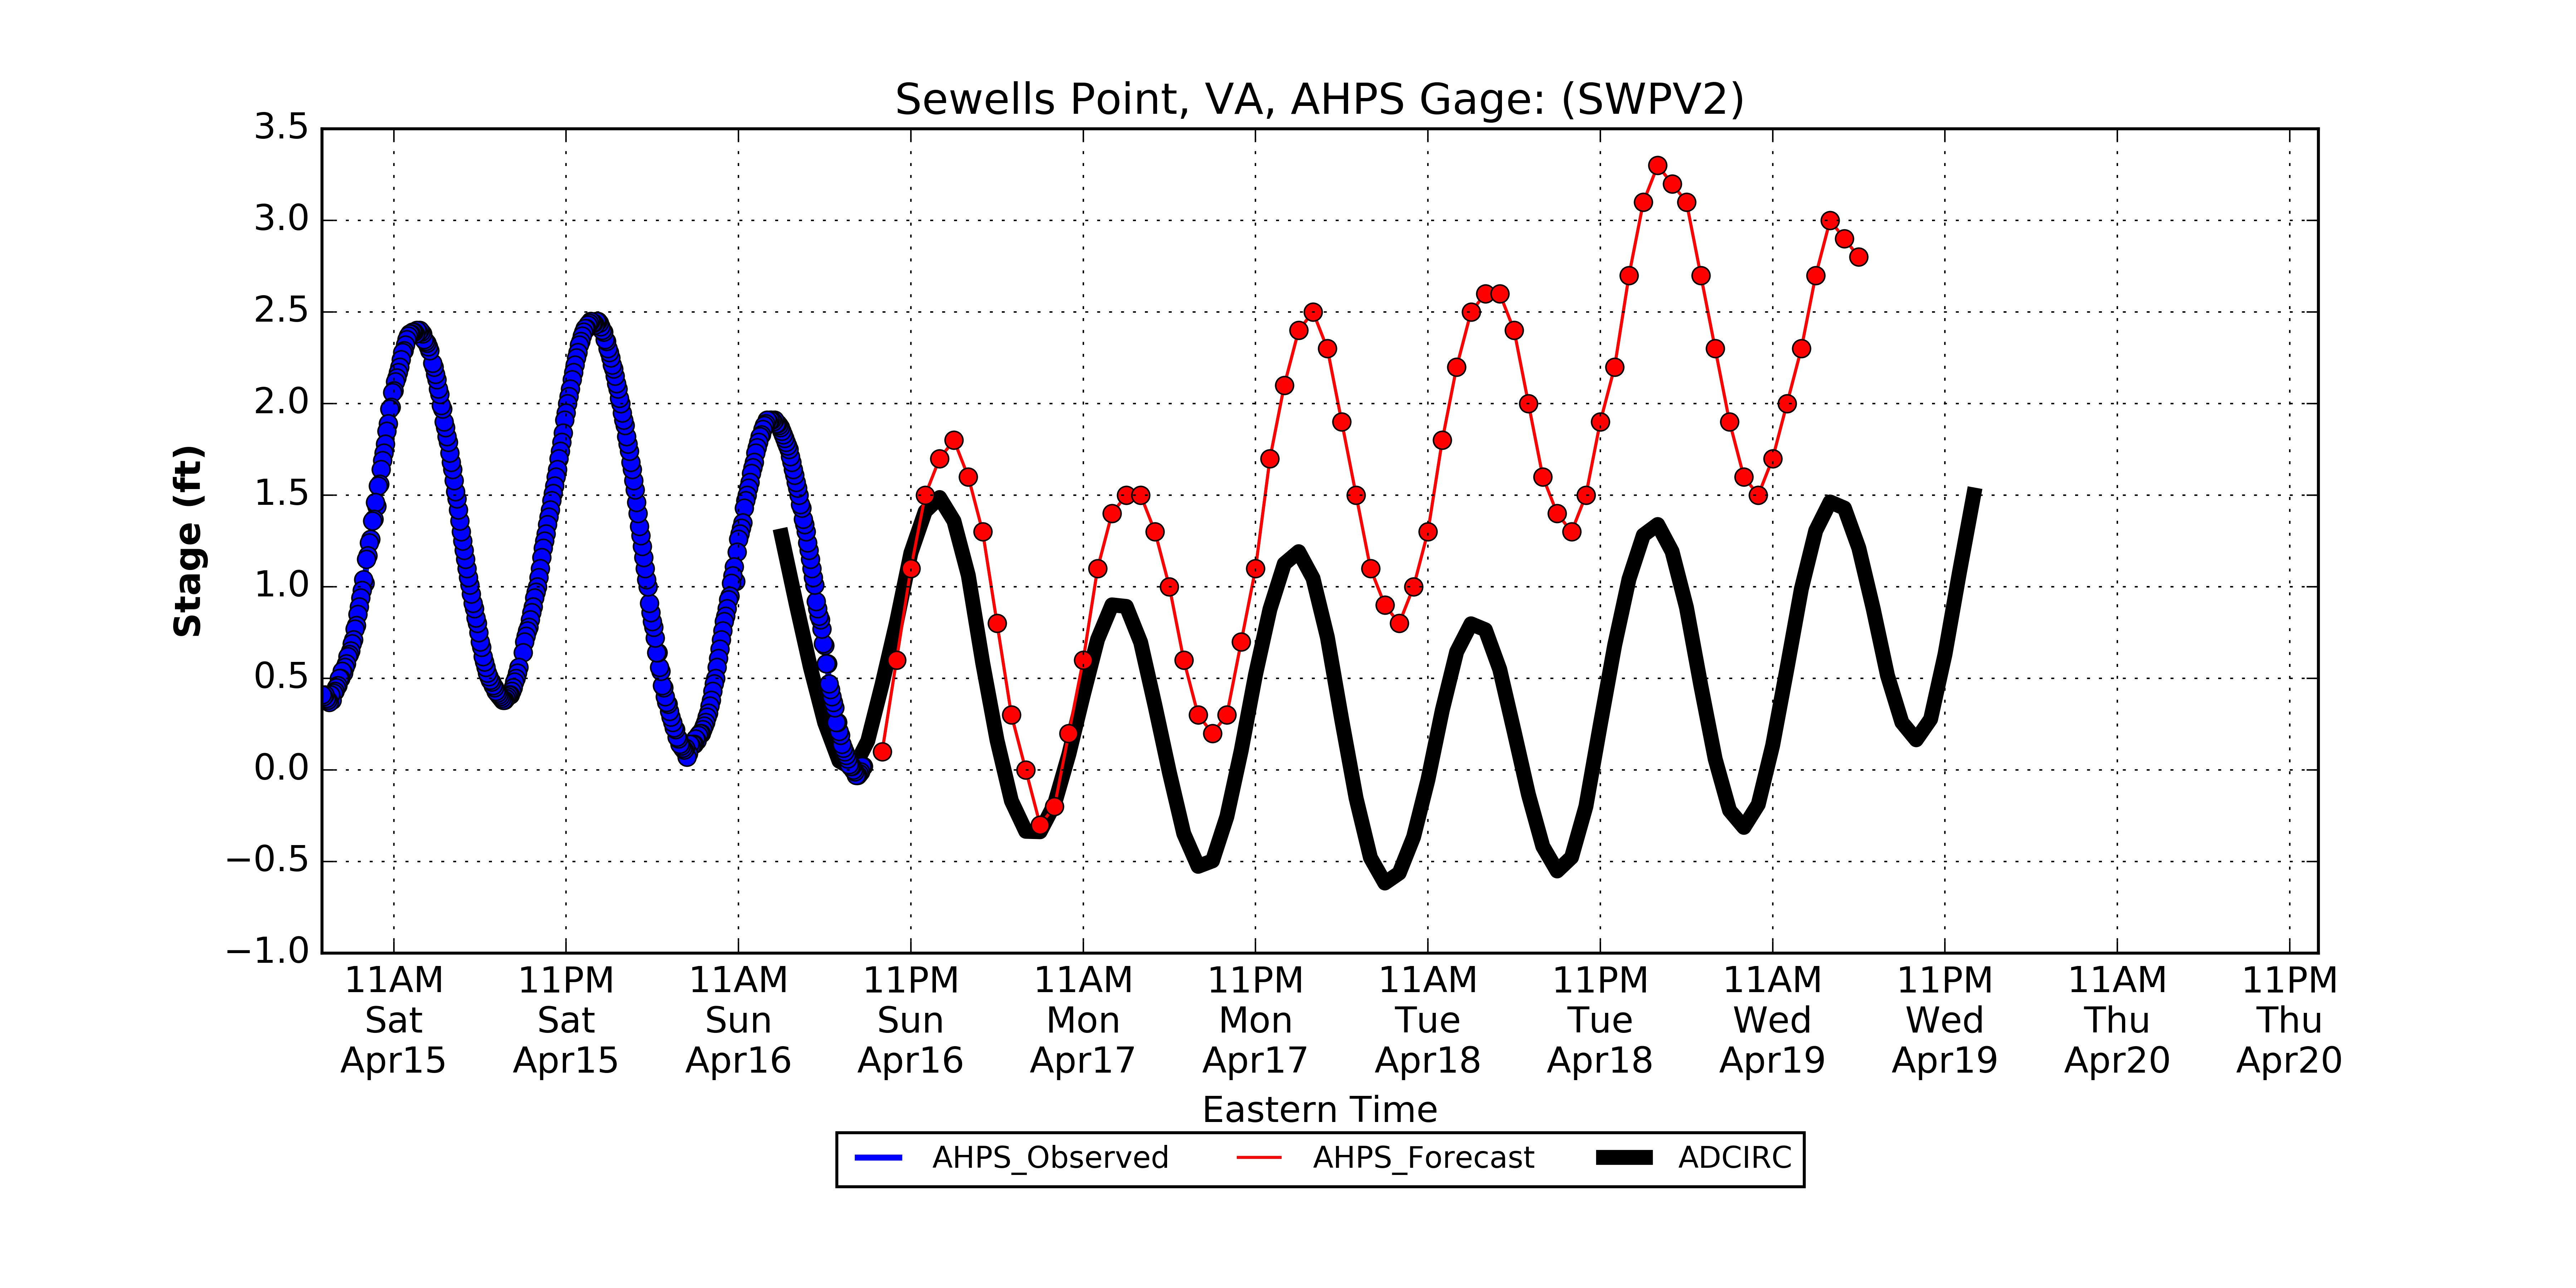 Sewells Point, VA, AHPS Gage: (SWPV2)
3.5
3.0
2.5
2.0
1.5
1.0
0.5
0.0
−0.5
−1.0
Stage (ft)
11AM 11PM 11AM 11PM 11AM 11PM 11AM 11PM 11AM 11PM 11AM 11PM
Sat Sat Sun Sun Mon Mon Tue Tue Wed Wed Thu Thu
Apr15 Apr15 Apr16 Apr16 Apr17 Apr17 Apr18 Apr18 Apr19 Apr19 Apr20 Apr20
Eastern Time
AHPS_Observed AHPS_Forecast ADCIRC